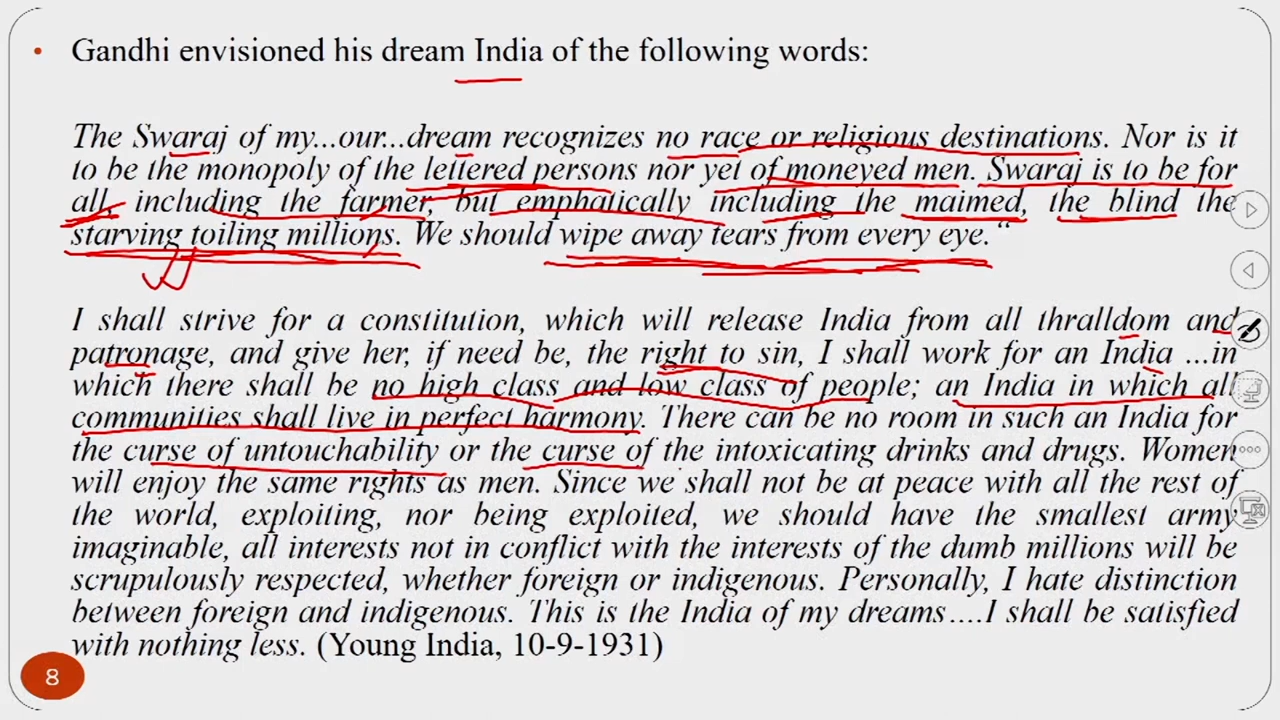 • Gandhi envisioned his dream India of the following words:
The Swaraj of my...our...dream recognizes no race or religious destinations. Nor is it
to be the monopoly of the lettered persons nor yet of moneyed men. Swaraj is to be for
all, including the farmer, but emphatically including the maimed, the blind the
starving toiling millions. We should wipe away tears from every eye.“
I shall strive for a constitution, which will release India from all thralldom and
patronage, and give her, if need be, the right to sin, I shall work for an India ...in
which there shall be no high class and low class of people; an India in which all
communities shall live in perfect harmony. There can be no room in such an India for
the curse of untouchability or the curse of the intoxicating drinks and drugs. Women
will enjoy the same rights as men. Since we shall not be at peace with all the rest of
the world, exploiting, nor being exploited, we should have the smallest army
imaginable, all interests not in conflict with the interests of the dumb millions will be
scrupulously respected, whether foreign or indigenous. Personally, I hate distinction
between foreign and indigenous. This is the India of my dreams....I shall be satisfied
with nothing less. (Young India, 10-9-1931)
8